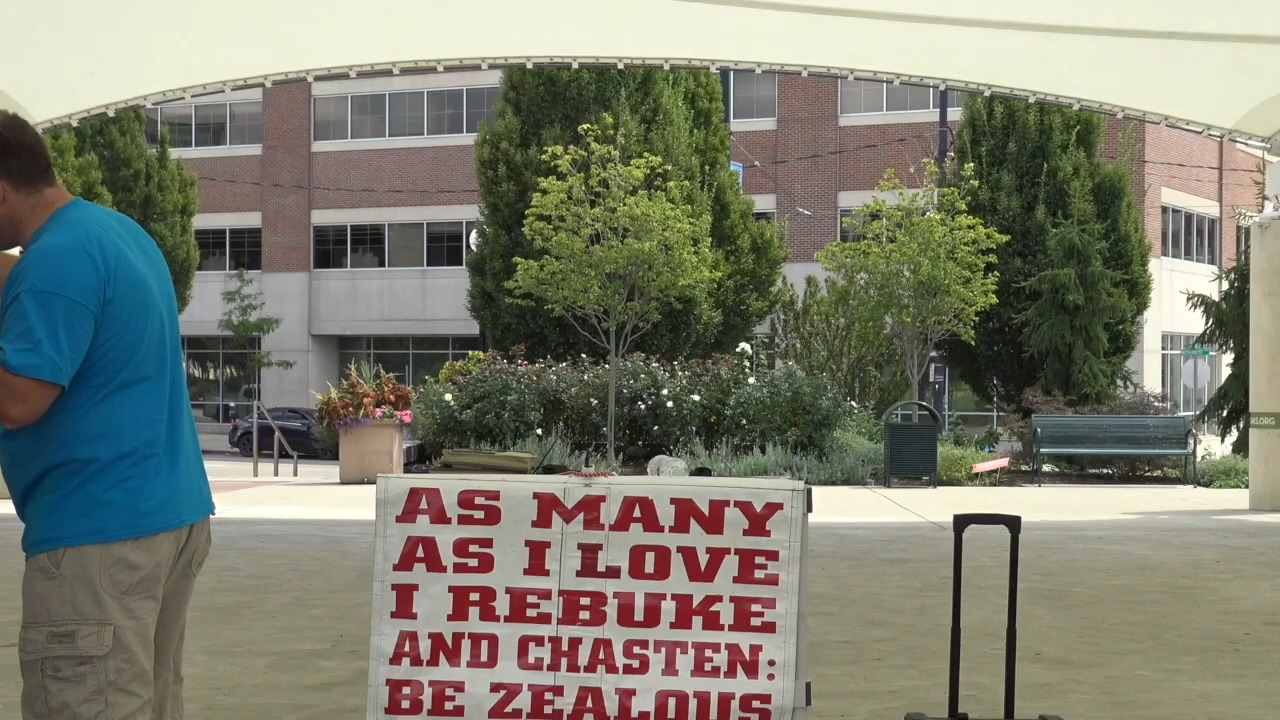 AS MANY
AS I LOVE
I REBUKE
AND CHASTEN:
BE ZEALOUS